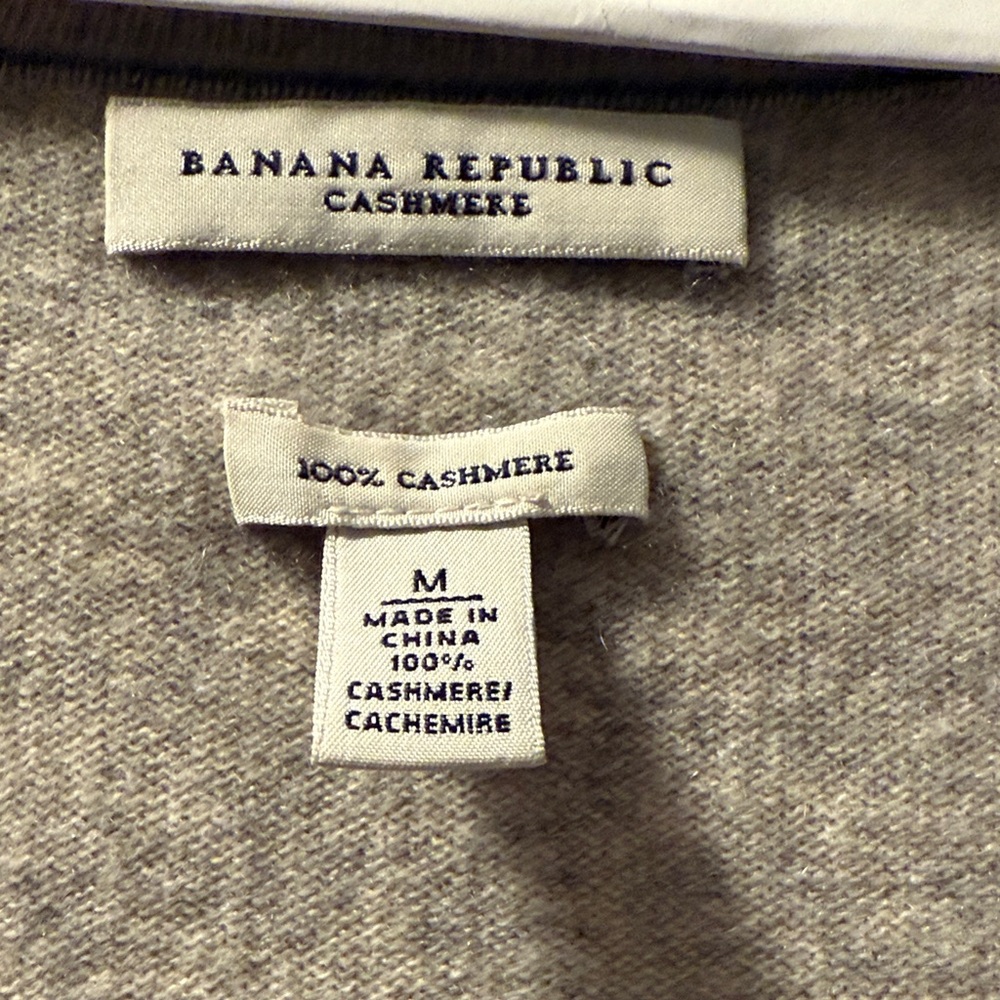 BANANA REPUBLIC
CASHMERE
100% CASHMERE
M
MADE IN
CHINA
100%
CASHMERE/
CACHEMIRE